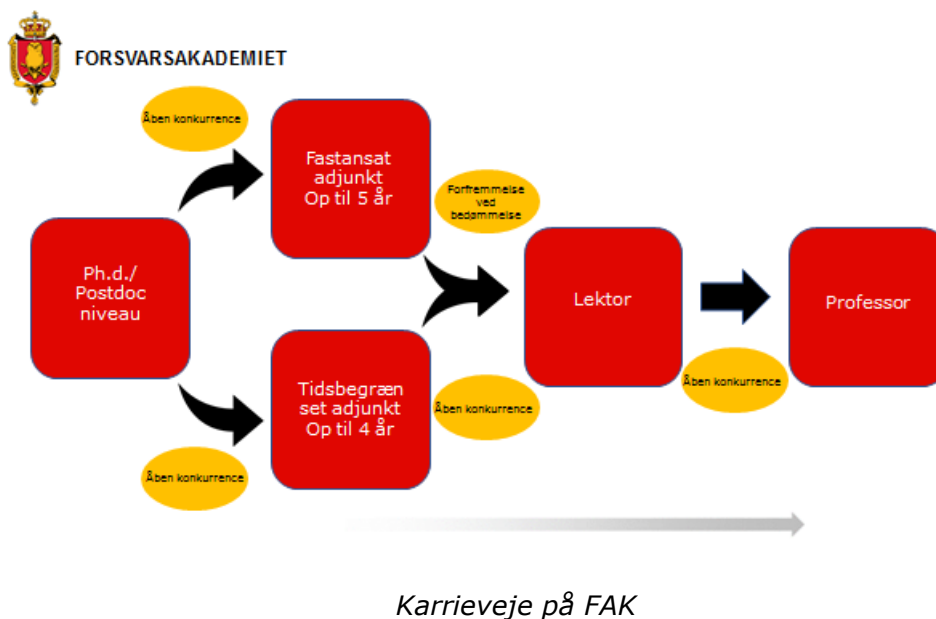 FORSVARSAKADEMIET
Åben konkurrence
Fastansat
adjunkt
Op til 5 år
Forfremmelse
ved
bedømmelse
Ph.d./
Postdoc
niveau
Lektor
Professor
Tidsbegræn
set adjunkt
Op til 4 år
Åben konkurrence
Åben konkurrence
Åben konkurrence
Karrieveje på FAK